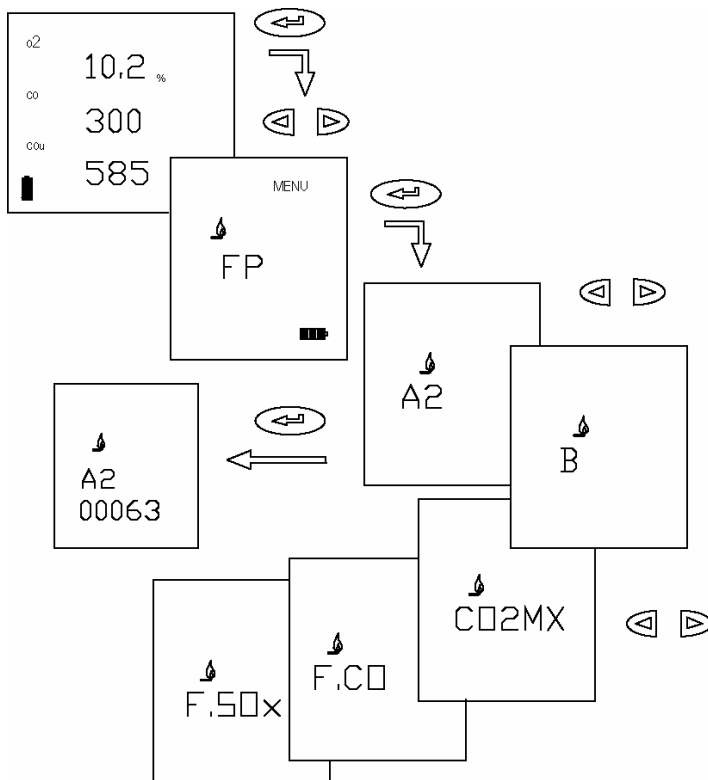 o2
10.2 %
CO
300
COu
585
MENU
FP
A2
B
A2
00063
CO2MX
F.CO
F.SOx